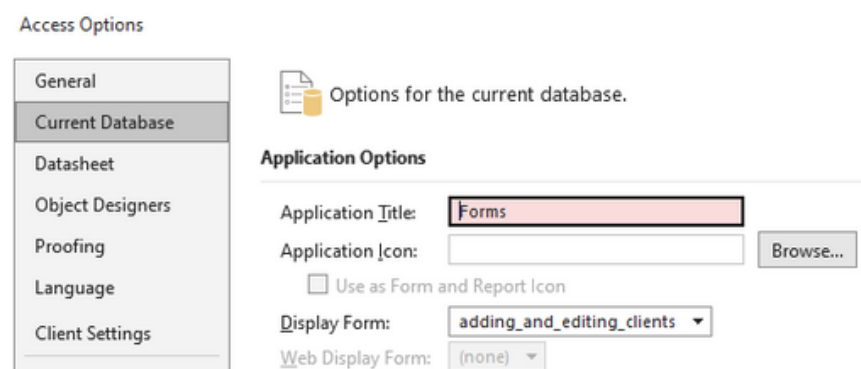 Access Options
General
Current Database
Datasheet
Object Designers
Proofing
Language
Client Settings
Options for the current database.
Application Options
Application Title: Forms
Application Icon: Browse...
Use as Form and Report Icon
Display Form: adding_and_editing_clients
Web Display Form: (none)